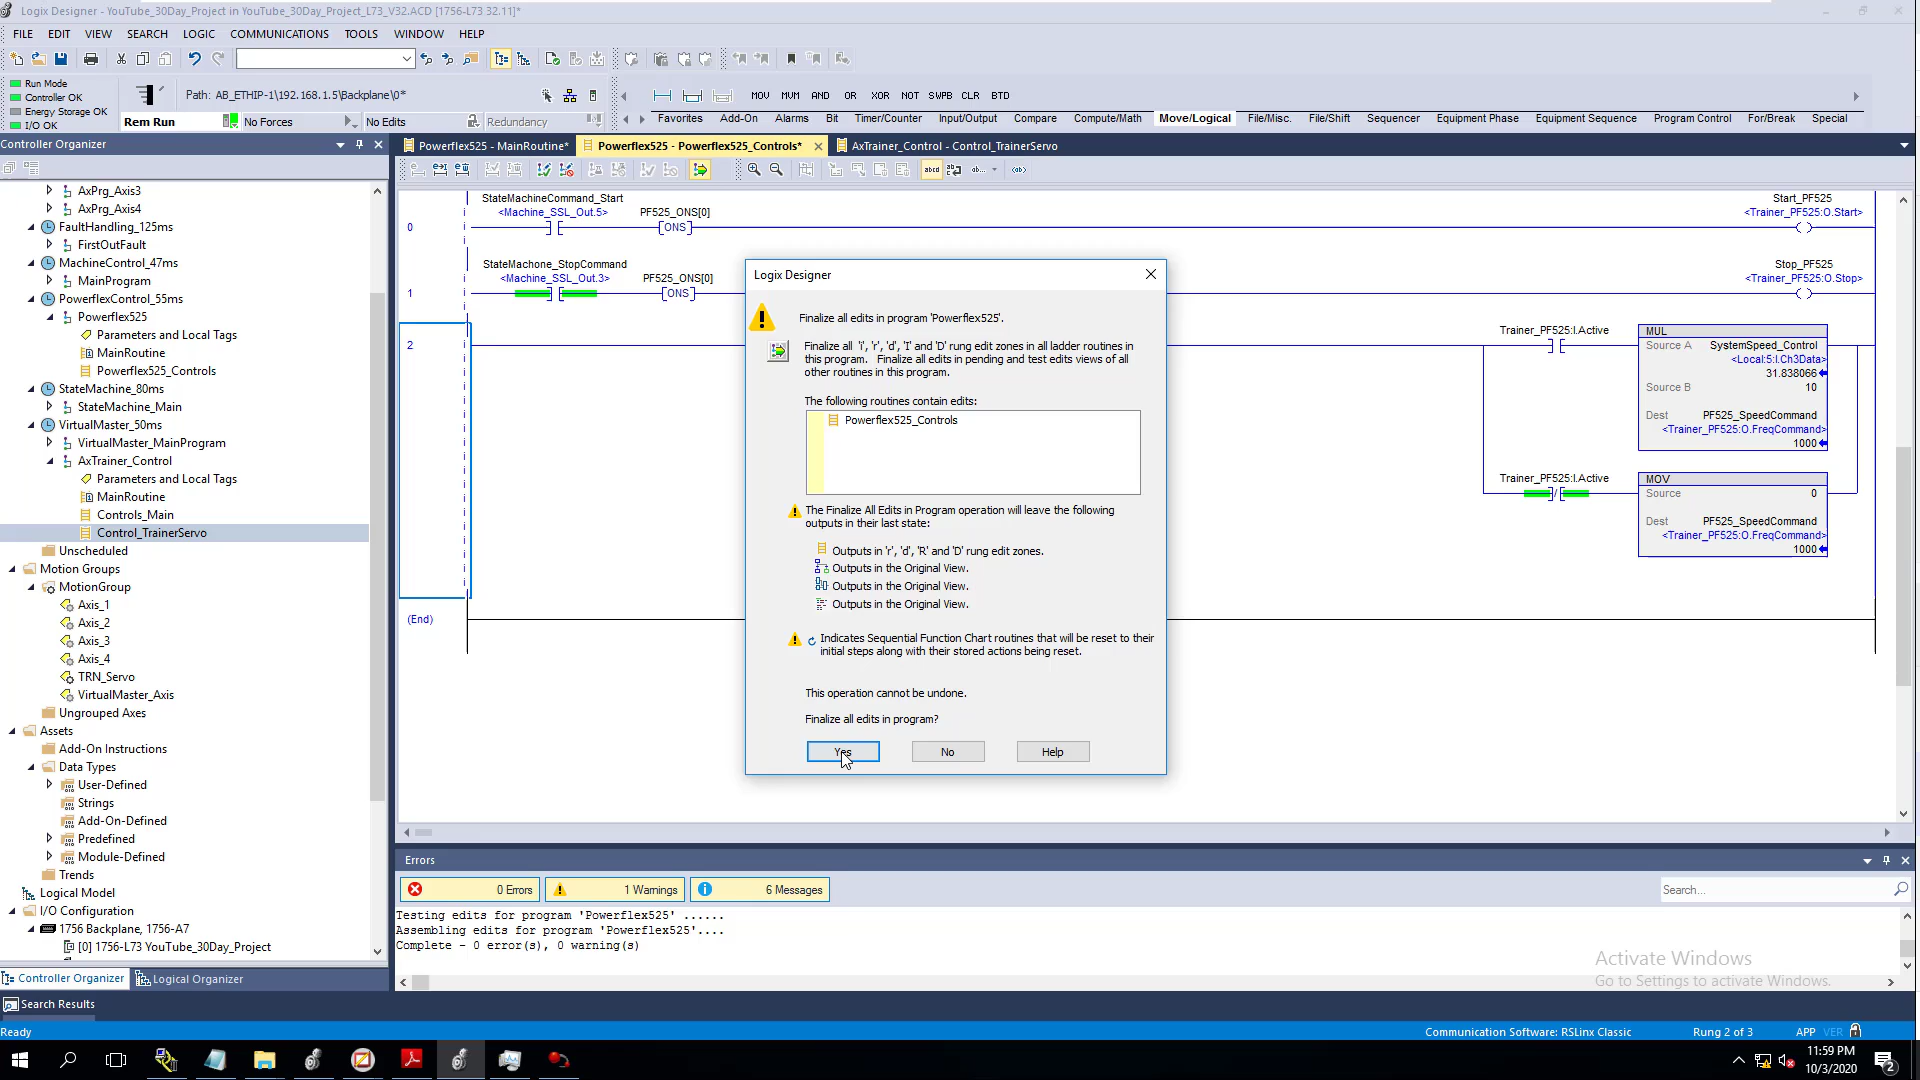 Logix Designer - YouTube_30Day_Project in YouTube_30Day_Project_L73_V32.ACD [1756-L73 32.11]*
FILE EDIT VIEW SEARCH LOGIC COMMUNICATIONS TOOLS WINDOW HELP
Run Mode
Controller OK
Energy Storage OK
I/O OK
Path: AB_ETHIP-1\192.168.1.5\Backplane\0*
Rem Run No Forces No Edits Redundancy
MOV MVM AND OR XOR NOT SWPB CLR BTD
Favorites Add-On Alarms Bit Timer/Counter Input/Output Compare Compute/Math Move/Logical File/Misc. File/Shift Sequencer Equipment Phase Equipment Sequence Program Control For/Break Special
Controller Organizer
AxPrg_Axis3
AxPrg_Axis4
FaultHandling_125ms
FirstOutFault
MachineControl_47ms
MainProgram
PowerflexControl_55ms
Powerflex525
Parameters and Local Tags
MainRoutine
Powerflex525_Controls
StateMachine_80ms
StateMachine_Main
VirtualMaster_50ms
VirtualMaster_MainProgram
AxTrainer_Control
Parameters and Local Tags
MainRoutine
Controls_Main
Control_TrainerServo
Unscheduled
Motion Groups
MotionGroup
Axis_1
Axis_2
Axis_3
Axis_4
TRN_Servo
VirtualMaster_Axis
Ungrouped Axes
Assets
Add-On Instructions
Data Types
User-Defined
Strings
Add-On-Defined
Predefined
Module-Defined
Trends
Logical Model
I/O Configuration
1756 Backplane, 1756-A7
[0] 1756-L73 YouTube_30Day_Project
Controller Organizer Logical Organizer
Search Results
Powerflex525 - MainRoutine* Powerflex525 - Powerflex525_Controls* AxTrainer_Control - Control_TrainerServo
StateMachineCommand_Start
<Machine_SSL_Out.5>
PF525_ONS[0]
ONS
Start_PF525
<Trainer_PF525:O.Start>
0
StateMachone_StopCommand
<Machine_SSL_Out.3>
PF525_ONS[0]
ONS
Stop_PF525
<Trainer_PF525:O.Stop>
1
2
Trainer_PF525:I.Active
MUL
Source A SystemSpeed_Control
<Local:5:I.Ch3Data>
31.838066
Source B 10
Dest PF525_SpeedCommand
<Trainer_PF525:O.FreqCommand>
1000
Trainer_PF525:I.Active
MOV
Source 0
Dest PF525_SpeedCommand
<Trainer_PF525:O.FreqCommand>
1000
(End)
Logix Designer
Finalize all edits in program 'Powerflex525'.
Finalize all 'i', 'r', 'd', 'I' and 'D' rung edit zones in all ladder routines in
this program. Finalize all edits in pending and test edits views of all
other routines in this program.
The following routines contain edits:
Powerflex525_Controls
The Finalize All Edits in Program operation will leave the following
outputs in their last state:
Outputs in 'r', 'd', 'R' and 'D' rung edit zones.
Outputs in the Original View.
Outputs in the Original View.
Outputs in the Original View.
Indicates Sequential Function Chart routines that will be reset to their
initial steps along with their stored actions being reset.
This operation cannot be undone.
Finalize all edits in program?
Yes No Help
Errors
0 Errors 1 Warnings 6 Messages
Search...
Testing edits for program 'Powerflex525' ......
Assembling edits for program 'Powerflex525'....
Complete - 0 error(s), 0 warning(s)
Activate Windows
Go to Settings to activate Windows.
Ready
Communication Software: RSLinx Classic Rung 2 of 3 APP VER
11:59 PM
10/3/2020
2